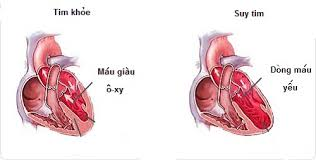 Tim khỏe
Suy tim
Máu giàu
ô-xy
Dòng máu
yếu